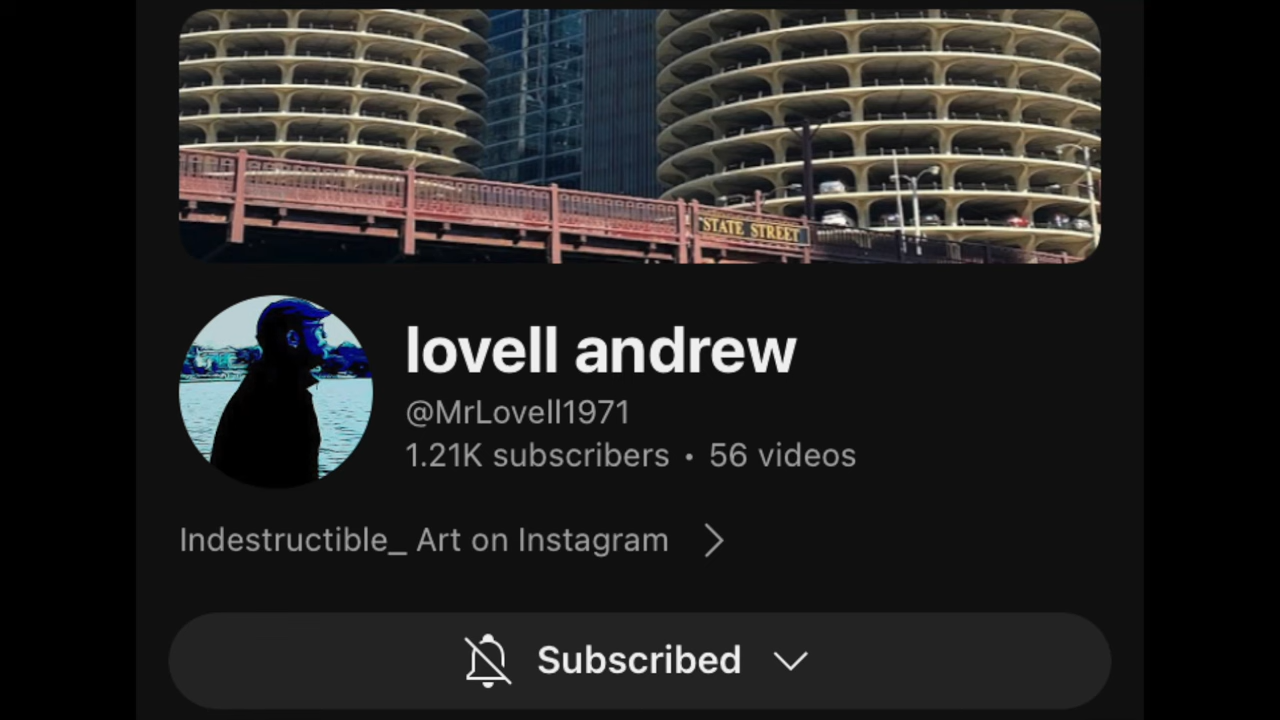 STATE STREET
lovell andrew
@MrLovell1971
1.21K subscribers • 56 videos
Indestructible_ Art on Instagram
Subscribed